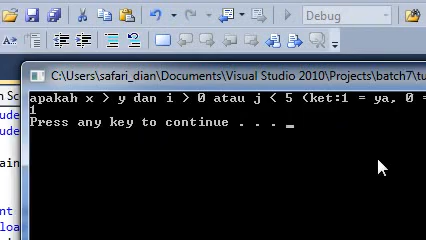 Debug
C:\Users\safari_dian\Documents\Visual Studio 2010\Projects\batch7\tu
apakah x > y dan i > 0 atau j < 5 (ket:1 = ya, 0 =
1
Press any key to continue . . . _